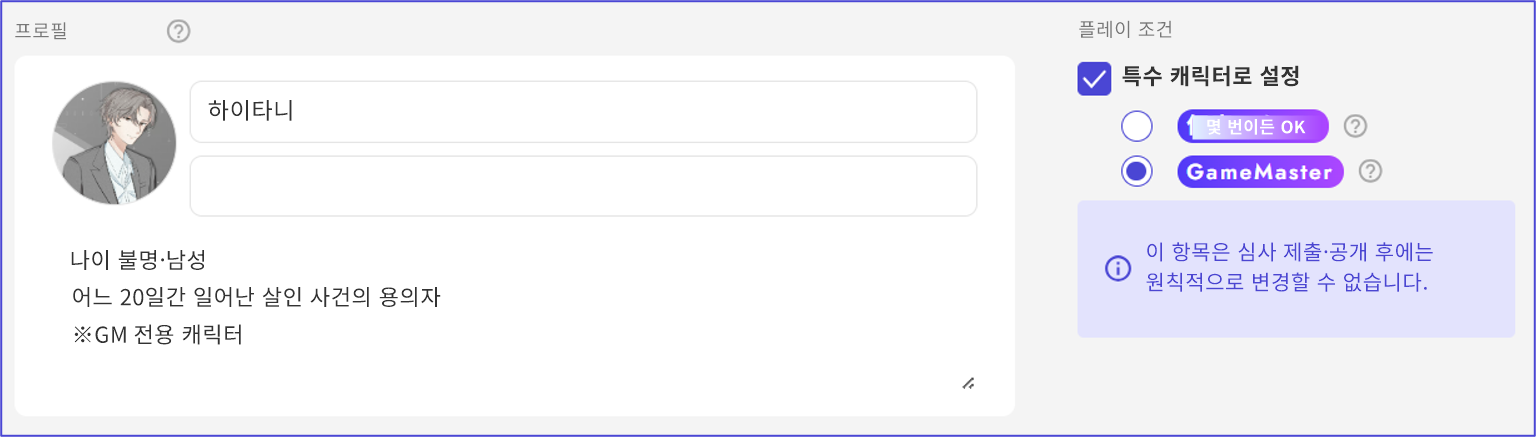 프로필
하이타니
나이 불명·남성
어느 20일간 일어난 살인 사건의 용의자
※GM 전용 캐릭터
플레이 조건
특수 캐릭터로 설정
몇 번이든 OK
GameMaster
이 항목은 심사 제출·공개 후에는
원칙적으로 변경할 수 없습니다.